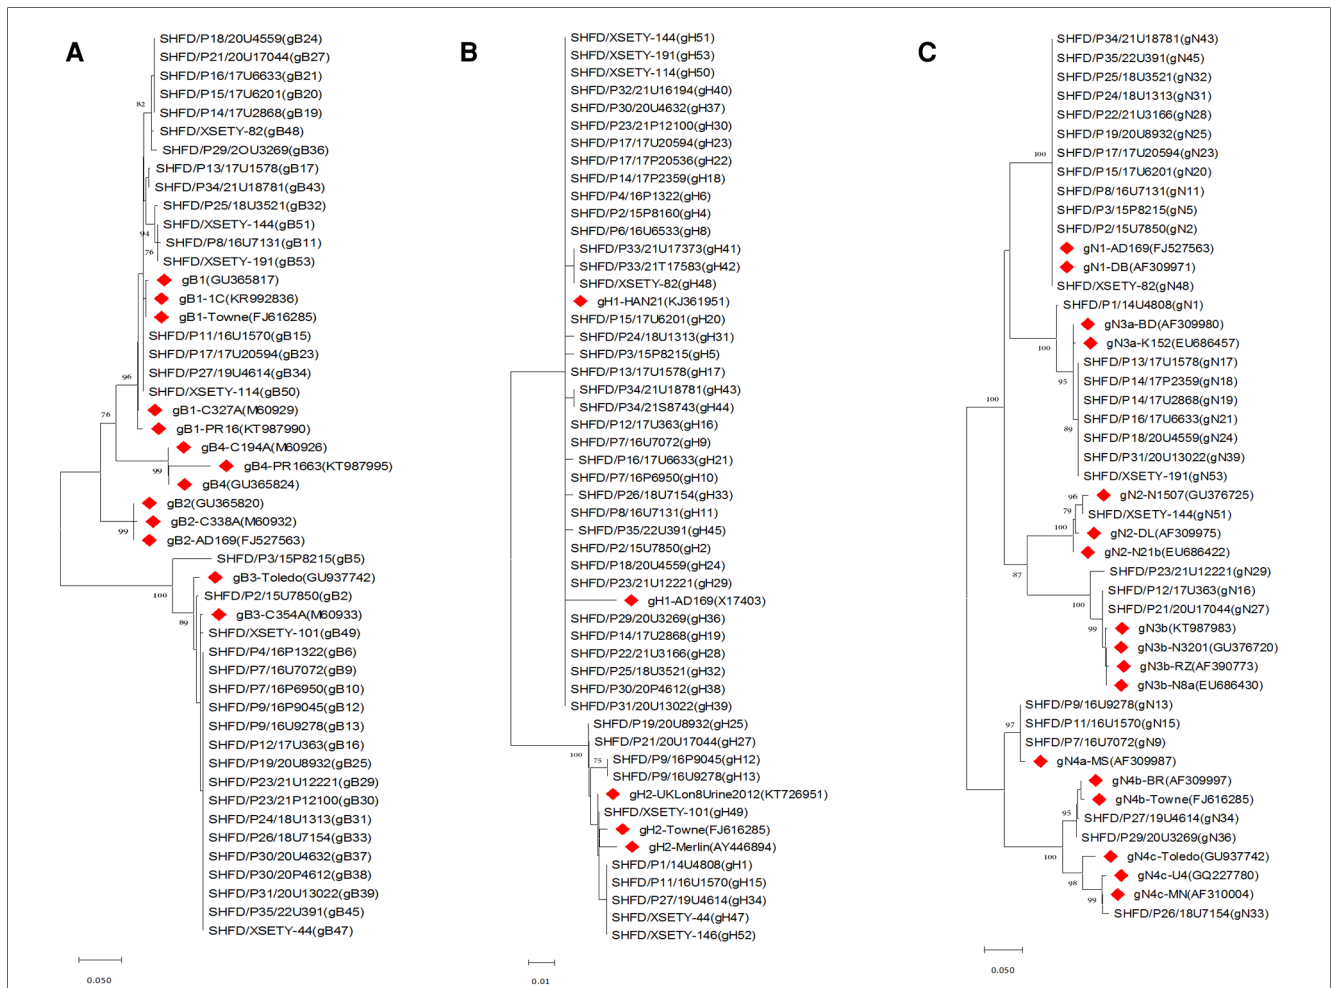 A
SHFD/P18/20U4559(gB24)
SHFD/P21/20U17044(gB27)
SHFD/P16/17U6633(gB21)
SHFD/P15/17U6201(gB20)
82
SHFD/P14/17U2868(gB19)
SHFD/XSETY-82(gB48)
SHFD/P29/2OU3269(gB36)
SHFD/P13/17U1578(gB17)
SHFD/P34/21U18781(gB43)
SHFD/P25/18U3521(gB32)
SHFD/XSETY-144(gB51)
94
SHFD/P8/16U7131(gB11)
76
SHFD/XSETY-191(gB53)
gB1(GU365817)
gB1-1C(KR992836)
gB1-Towne(FJ616285)
SHFD/P11/16U1570(gB15)
SHFD/P17/17U20594(gB23)
SHFD/P27/19U4614(gB34)
96
SHFD/XSETY-114(gB50)
gB1-C327A(M60929)
76
gB1-PR16(KT987990)
gB4-C194A(M60926)
99
gB4-PR1663(KT987995)
gB4(GU365824)
gB2(GU365820)
gB2-C338A(M60932)
99
gB2-AD169(FJ527563)
SHFD/P3/15P8215(gB5)
gB3-Toledo(GU937742)
100
SHFD/P2/15U7850(gB2)
gB3-C354A(M60933)
89
SHFD/XSETY-101(gB49)
SHFD/P4/16P1322(gB6)
SHFD/P7/16U7072(gB9)
SHFD/P7/16P6950(gB10)
SHFD/P9/16P9045(gB12)
SHFD/P9/16U9278(gB13)
SHFD/P12/17U363(gB16)
SHFD/P19/20U8932(gB25)
SHFD/P23/21U12221(gB29)
SHFD/P23/21P12100(gB30)
SHFD/P24/18U1313(gB31)
SHFD/P26/18U7154(gB33)
SHFD/P30/20U4632(gB37)
SHFD/P30/20P4612(gB38)
SHFD/P31/20U13022(gB39)
SHFD/P35/22U391(gB45)
SHFD/XSETY-44(gB47)
0.050
B
SHFD/XSETY-144(gH51)
SHFD/XSETY-191(gH53)
SHFD/XSETY-114(gH50)
SHFD/P32/21U16194(gH40)
SHFD/P30/20U4632(gH37)
SHFD/P23/21P12100(gH30)
SHFD/P17/17U20594(gH23)
SHFD/P17/17P20536(gH22)
SHFD/P14/17P2359(gH18)
SHFD/P4/16P1322(gH6)
SHFD/P2/15P8160(gH4)
SHFD/P6/16U6533(gH8)
SHFD/P33/21U17373(gH41)
SHFD/P33/21T17583(gH42)
SHFD/XSETY-82(gH48)
gH1-HAN21(KJ361951)
SHFD/P15/17U6201(gH20)
SHFD/P24/18U1313(gH31)
SHFD/P3/15P8215(gH5)
SHFD/P13/17U1578(gH17)
SHFD/P34/21U18781(gH43)
SHFD/P34/21S8743(gH44)
SHFD/P12/17U363(gH16)
SHFD/P7/16U7072(gH9)
SHFD/P16/17U6633(gH21)
SHFD/P7/16P6950(gH10)
SHFD/P26/18U7154(gH33)
SHFD/P8/16U7131(gH11)
SHFD/P35/22U391(gH45)
SHFD/P2/15U7850(gH2)
SHFD/P18/20U4559(gH24)
SHFD/P23/21U12221(gH29)
gH1-AD169(X17403)
SHFD/P29/20U3269(gH36)
SHFD/P14/17U2868(gH19)
SHFD/P22/21U3166(gH28)
SHFD/P25/18U3521(gH32)
SHFD/P30/20P4612(gH38)
SHFD/P31/20U13022(gH39)
SHFD/P19/20U8932(gH25)
SHFD/P21/20U17044(gH27)
100
75
SHFD/P9/16P9045(gH12)
SHFD/P9/16U9278(gH13)
gH2-UKLon8Urine2012(KT726951)
SHFD/XSETY-101(gH49)
gH2-Towne(FJ616285)
gH2-Merlin(AY446894)
SHFD/P1/14U4808(gH1)
SHFD/P11/16U1570(gH15)
SHFD/P27/19U4614(gH34)
SHFD/XSETY-44(gH47)
SHFD/XSETY-146(gH52)
0.01
C
SHFD/P34/21U18781(gN43)
SHFD/P35/22U391(gN45)
SHFD/P25/18U3521(gN32)
SHFD/P24/18U1313(gN31)
SHFD/P22/21U3166(gN28)
SHFD/P19/20U8932(gN25)
100
SHFD/P17/17U20594(gN23)
SHFD/P15/17U6201(gN20)
SHFD/P8/16U7131(gN11)
SHFD/P3/15P8215(gN5)
SHFD/P2/15U7850(gN2)
gN1-AD169(FJ527563)
gN1-DB(AF309971)
SHFD/XSETY-82(gN48)
SHFD/P1/14U4808(gN1)
gN3a-BD(AF309980)
100
gN3a-K152(EU686457)
SHFD/P13/17U1578(gN17)
95
SHFD/P14/17P2359(gN18)
100
SHFD/P14/17U2868(gN19)
SHFD/P16/17U6633(gN21)
89
SHFD/P18/20U4559(gN24)
SHFD/P31/20U13022(gN39)
SHFD/XSETY-191(gN53)
96
gN2-N1507(GU376725)
79
SHFD/XSETY-144(gN51)
100
gN2-DL(AF309975)
gN2-N21b(EU686422)
87
SHFD/P23/21U12221(gN29)
SHFD/P12/17U363(gN16)
100
SHFD/P21/20U17044(gN27)
99
gN3b(KT987983)
gN3b-N3201(GU376720)
gN3b-RZ(AF390773)
gN3b-N8a(EU686430)
SHFD/P9/16U9278(gN13)
97
SHFD/P11/16U1570(gN15)
SHFD/P7/16U7072(gN9)
gN4a-MS(AF309987)
gN4b-BR(AF309997)
gN4b-Towne(FJ616285)
95
SHFD/P27/19U4614(gN34)
SHFD/P29/20U3269(gN36)
100
gN4c-Toledo(GU937742)
gN4c-U4(GQ227780)
98
gN4c-MN(AF310004)
99
SHFD/P26/18U7154(gN33)
0.050